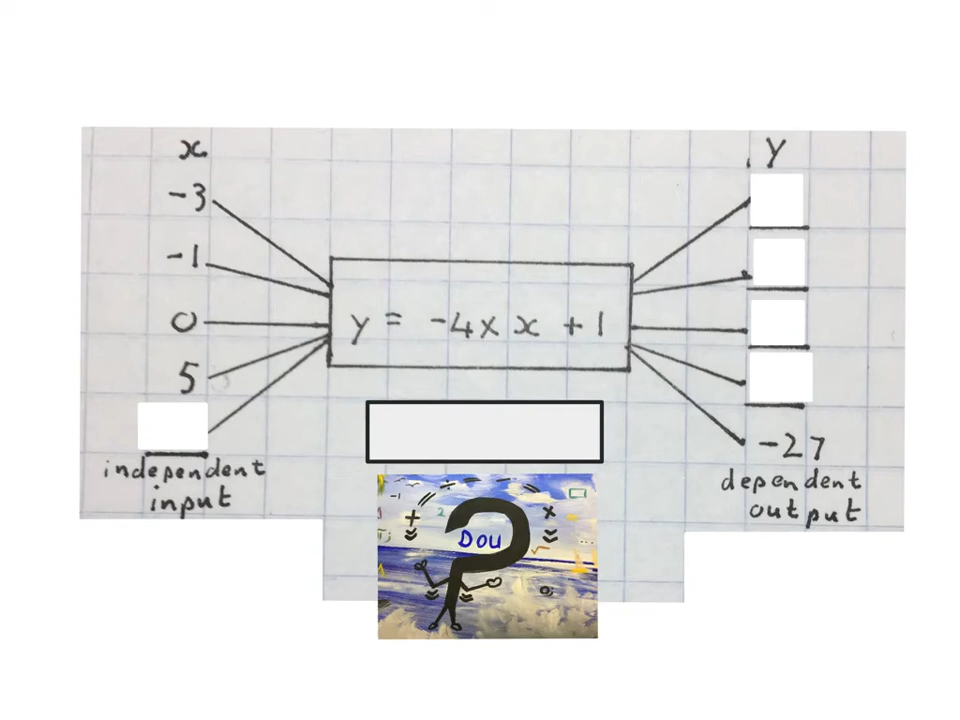 x y
-3
-1
0 y = -4 × x + 1
5
-27
independent dependent
input output
Dou